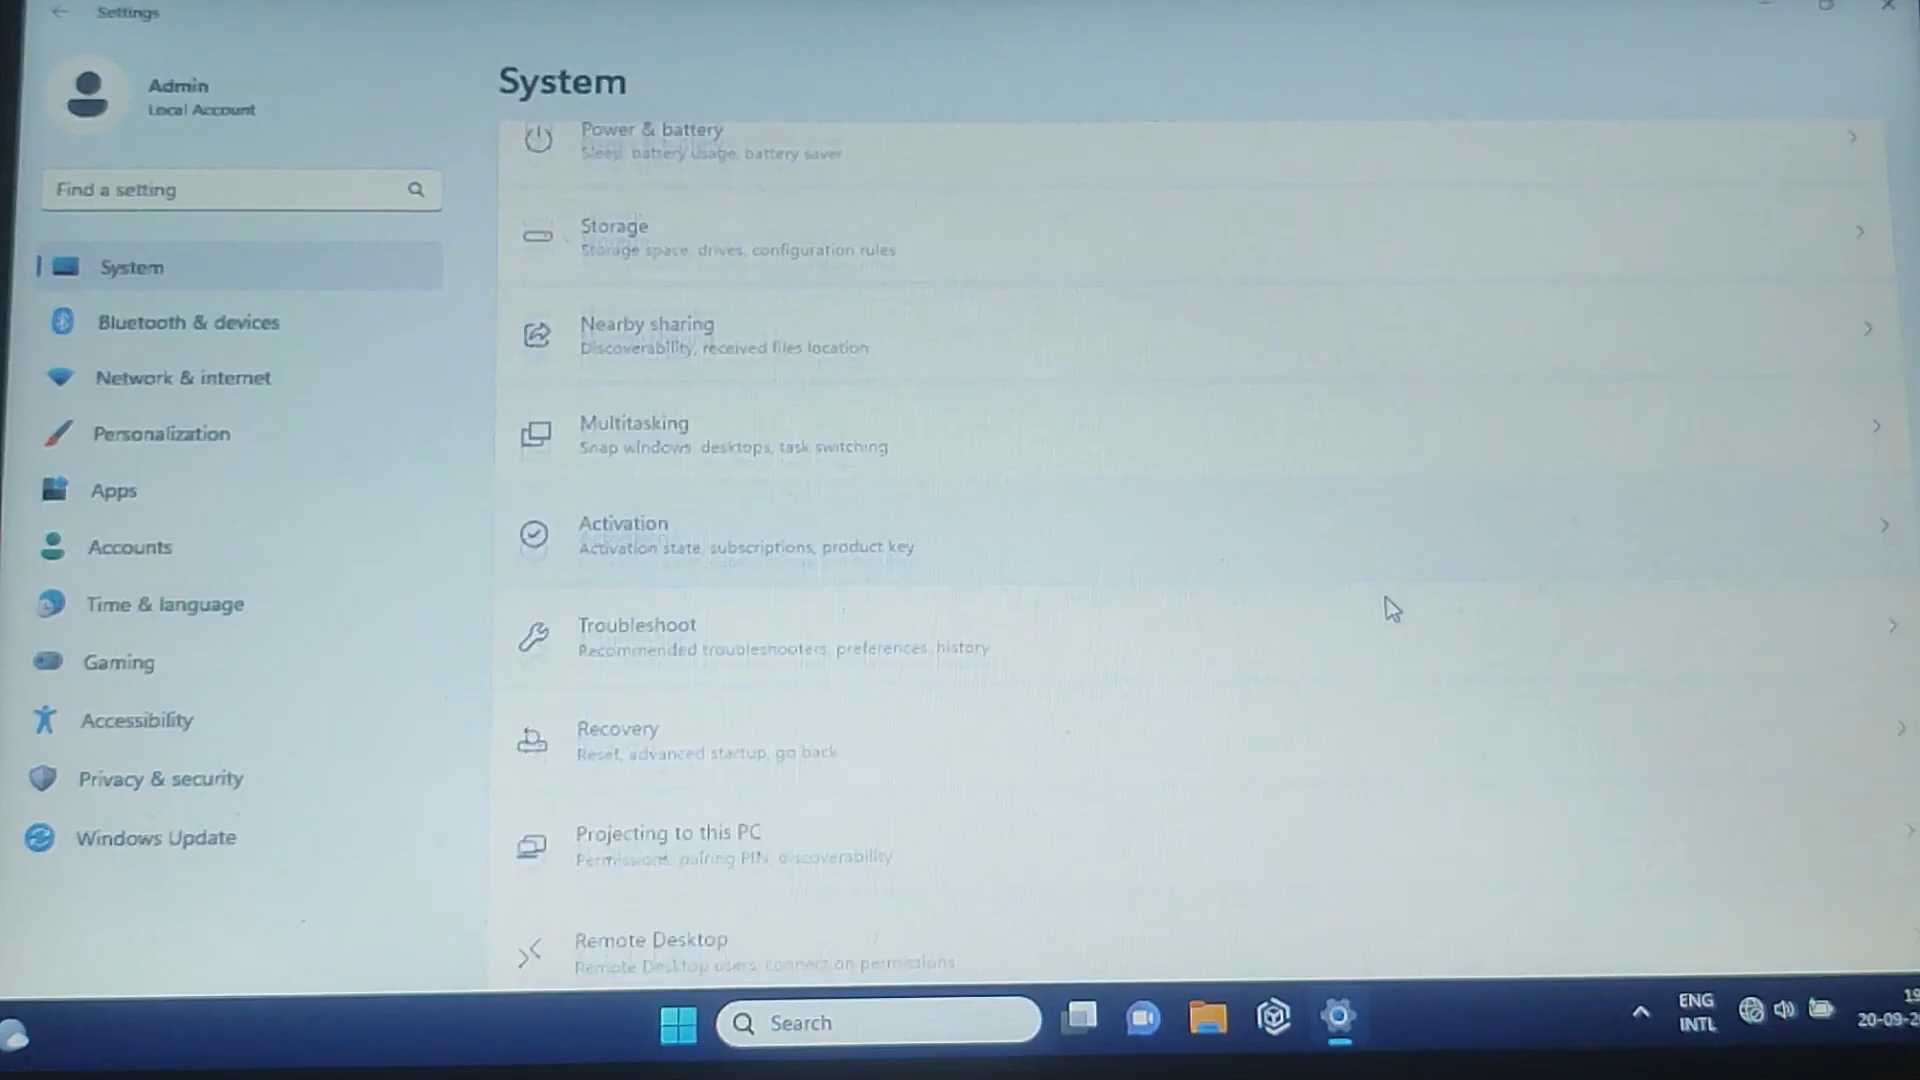 Settings
Admin
Local Account
Find a setting
System
Bluetooth & devices
Network & internet
Personalization
Apps
Accounts
Time & language
Gaming
Accessibility
Privacy & security
Windows Update
System
Power & battery
Sleep, battery usage, battery saver
Storage
Storage space, drives, configuration rules
Nearby sharing
Discoverability, received files location
Multitasking
Snap windows, desktops, task switching
Activation
Activation state, subscriptions, product key
Troubleshoot
Recommended troubleshooters, preferences, history
Recovery
Reset, advanced startup, go back
Projecting to this PC
Permissions, pairing PIN, discoverability
Remote Desktop
Remote Desktop users, connection permissions
Search
ENG
INTL
19
20-09-2